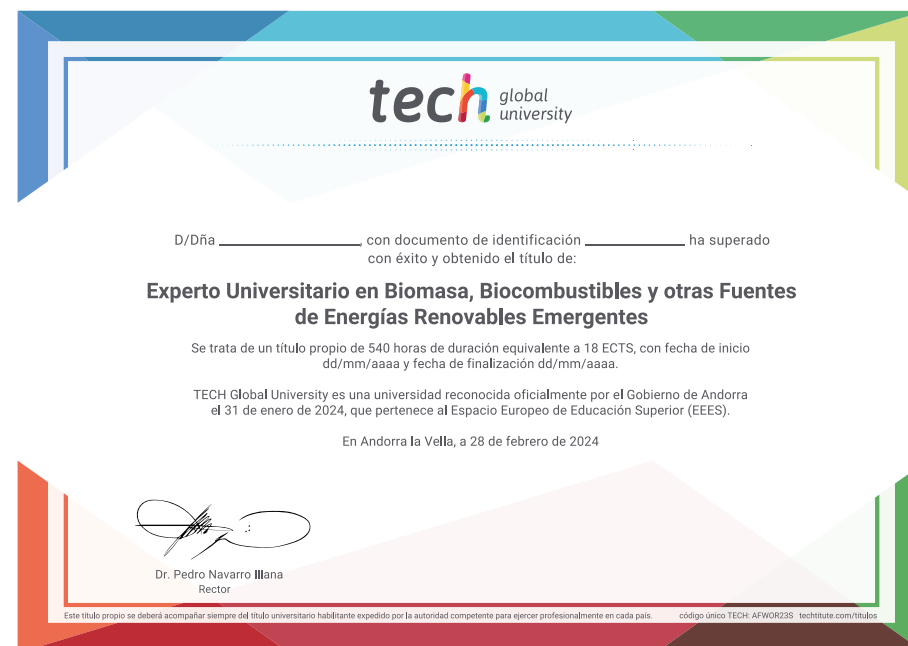 tech global university
D/Dña ____________________, con documento de identificación ______________ ha superado
con éxito y obtenido el título de:
Experto Universitario en Biomasa, Biocombustibles y otras Fuentes
de Energías Renovables Emergentes
Se trata de un título propio de 540 horas de duración equivalente a 18 ECTS, con fecha de inicio
dd/mm/aaaa y fecha de finalización dd/mm/aaaa.
TECH Global University es una universidad reconocida oficialmente por el Gobierno de Andorra
el 31 de enero de 2024, que pertenece al Espacio Europeo de Educación Superior (EEES).
En Andorra la Vella, a 28 de febrero de 2024
Dr. Pedro Navarro Illana
Rector
Este título propio se deberá acompañar siempre del título universitario habilitante expedido por la autoridad competente para ejercer profesionalmente en cada país. código único TECH: AFWOR23S techtitute.com/titulos